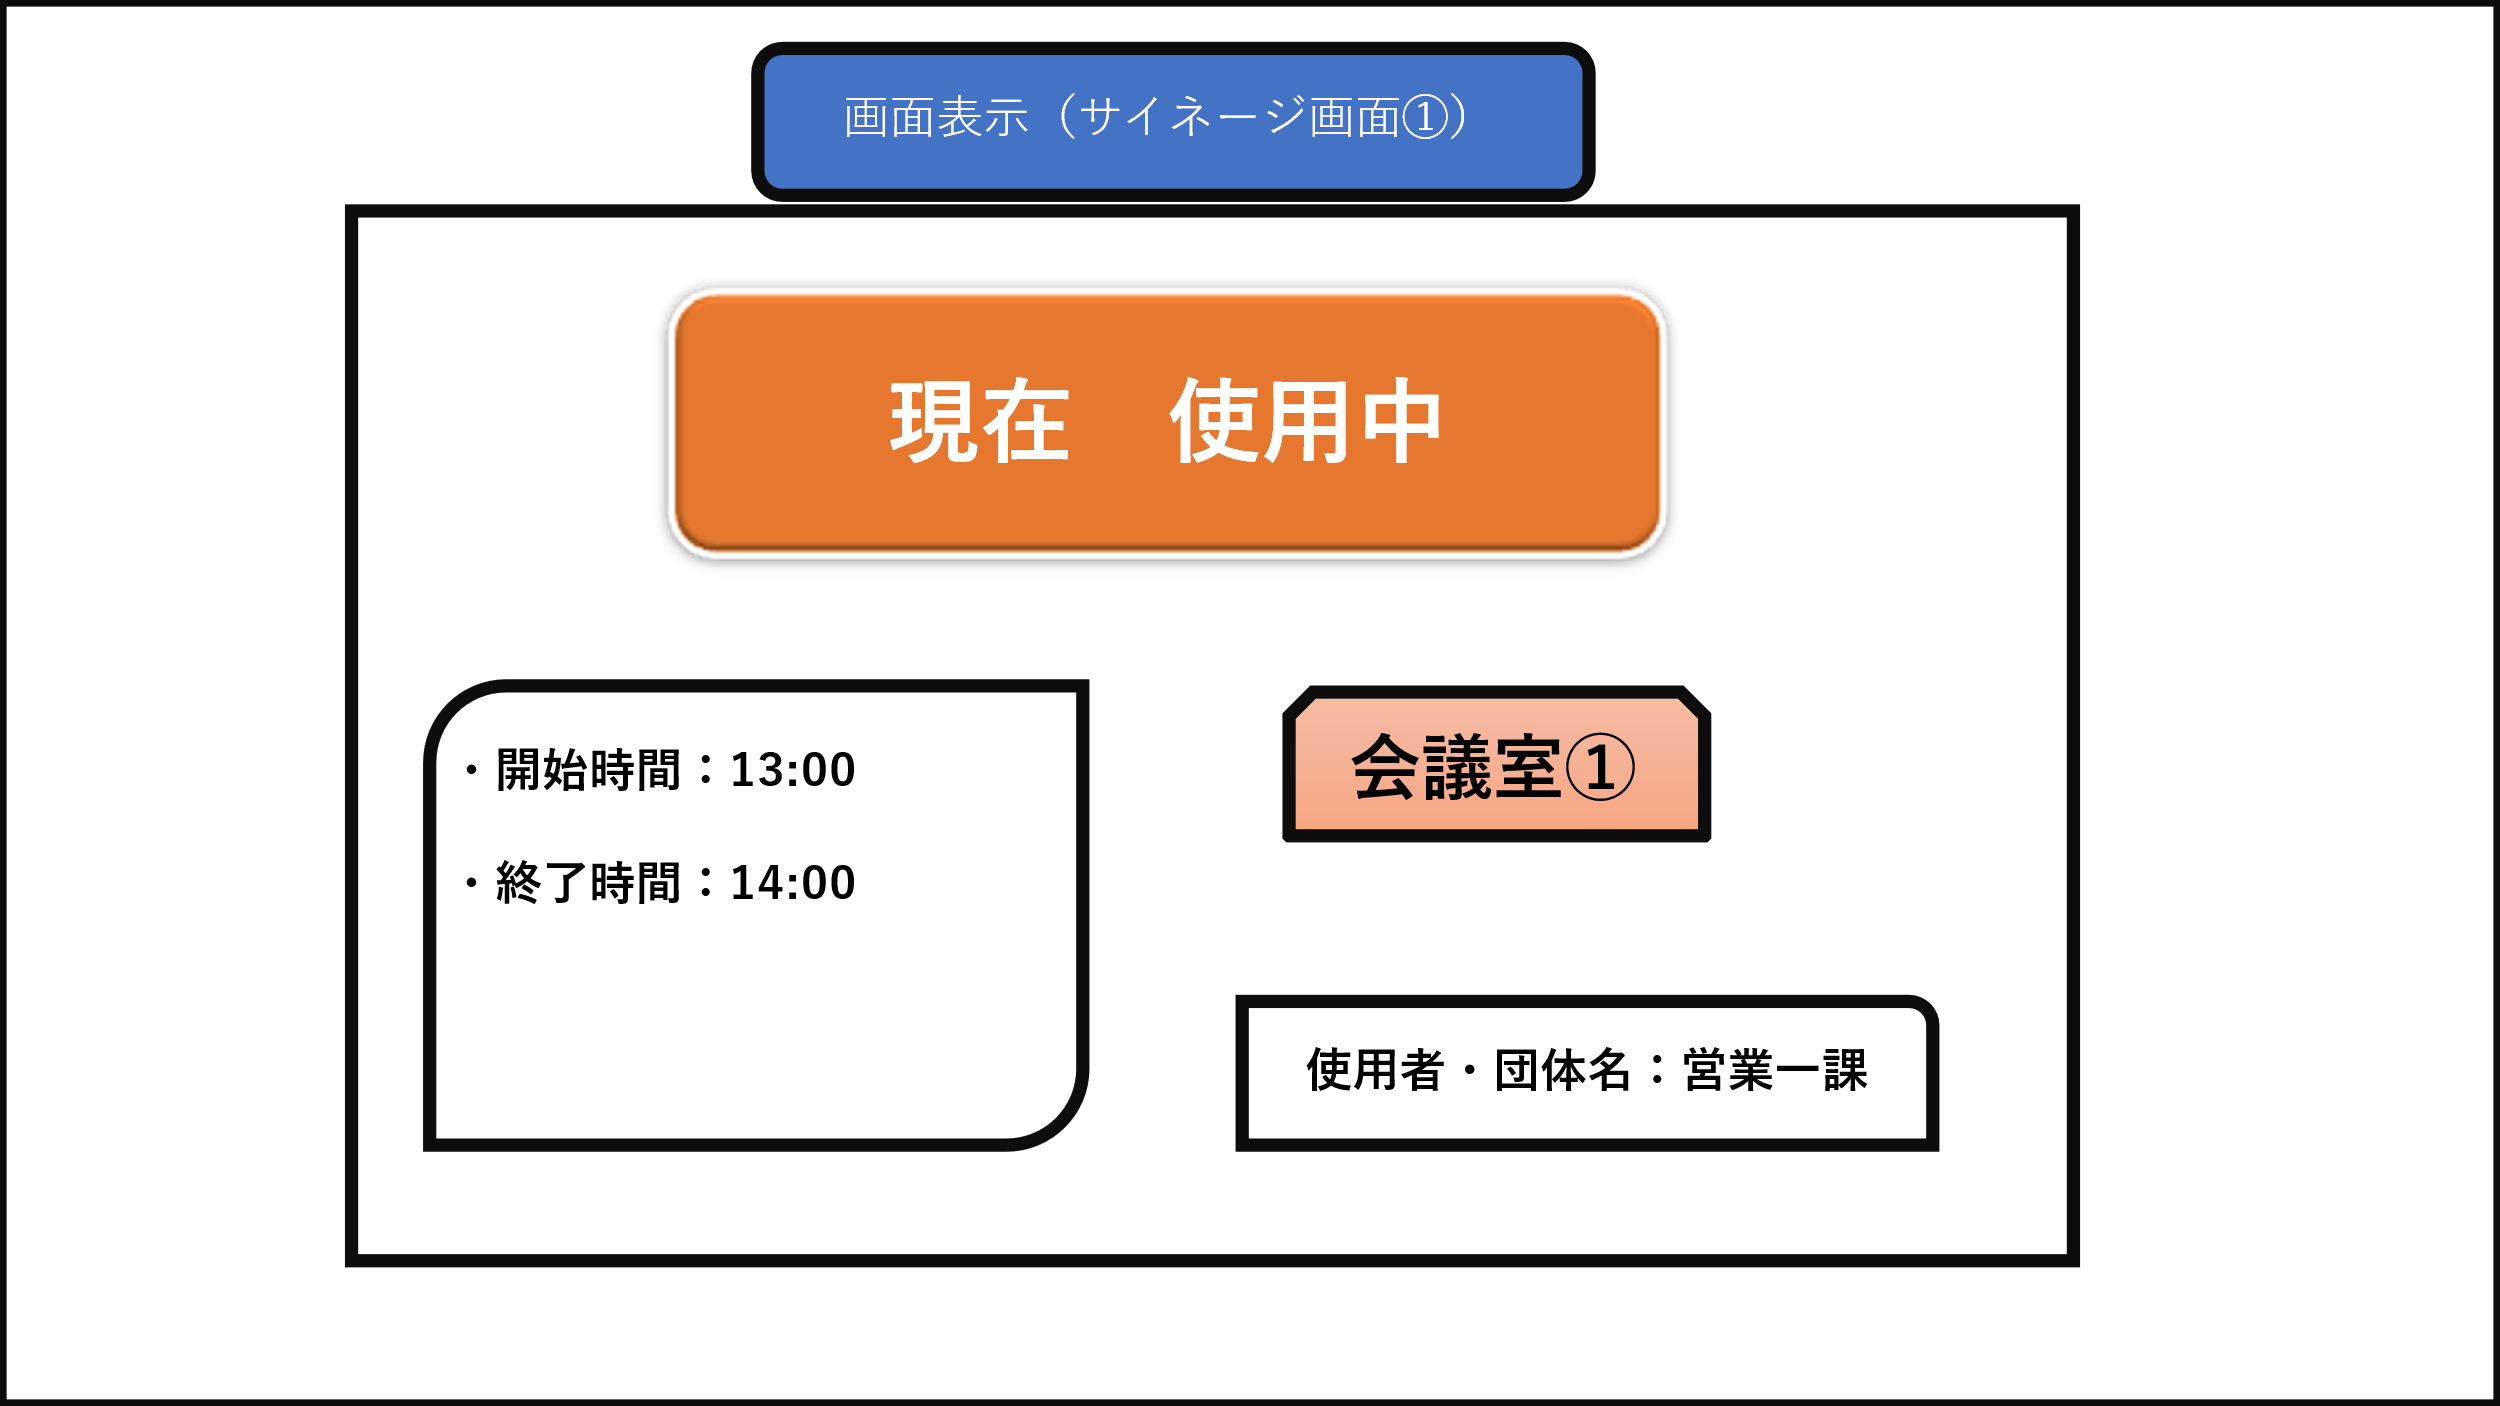 画面表示（サイネージ画面①）
現在　使用中
・開始時間：13:00
・終了時間：14:00
会議室①
使用者・団体名：営業一課